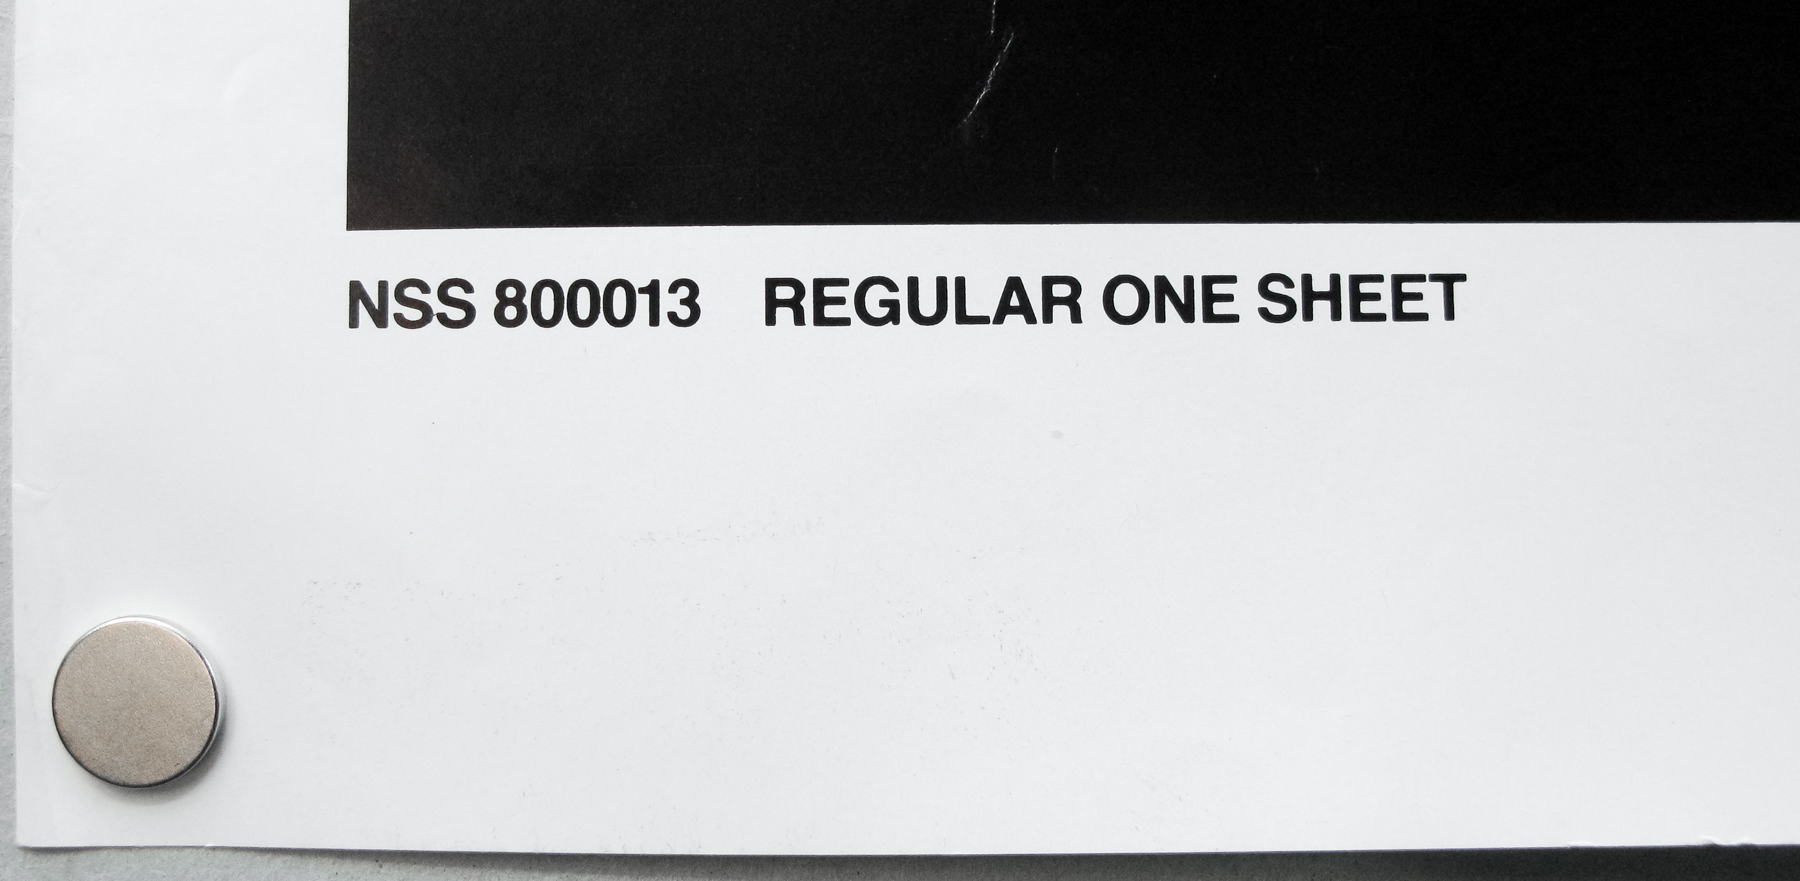 NSS 800013 REGULAR ONE SHEET